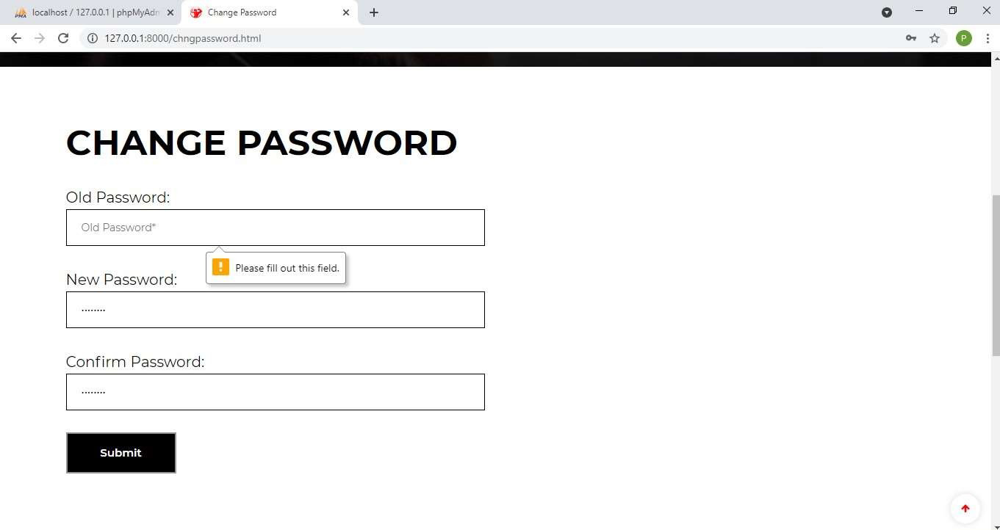 localhost / 127.0.0.1 | phpMyAdm
Change Password
127.0.0.1:8000/chngpassword.html
P
CHANGE PASSWORD
Old Password:
Old Password*
Please fill out this field.
New Password:
........
Confirm Password:
........
Submit